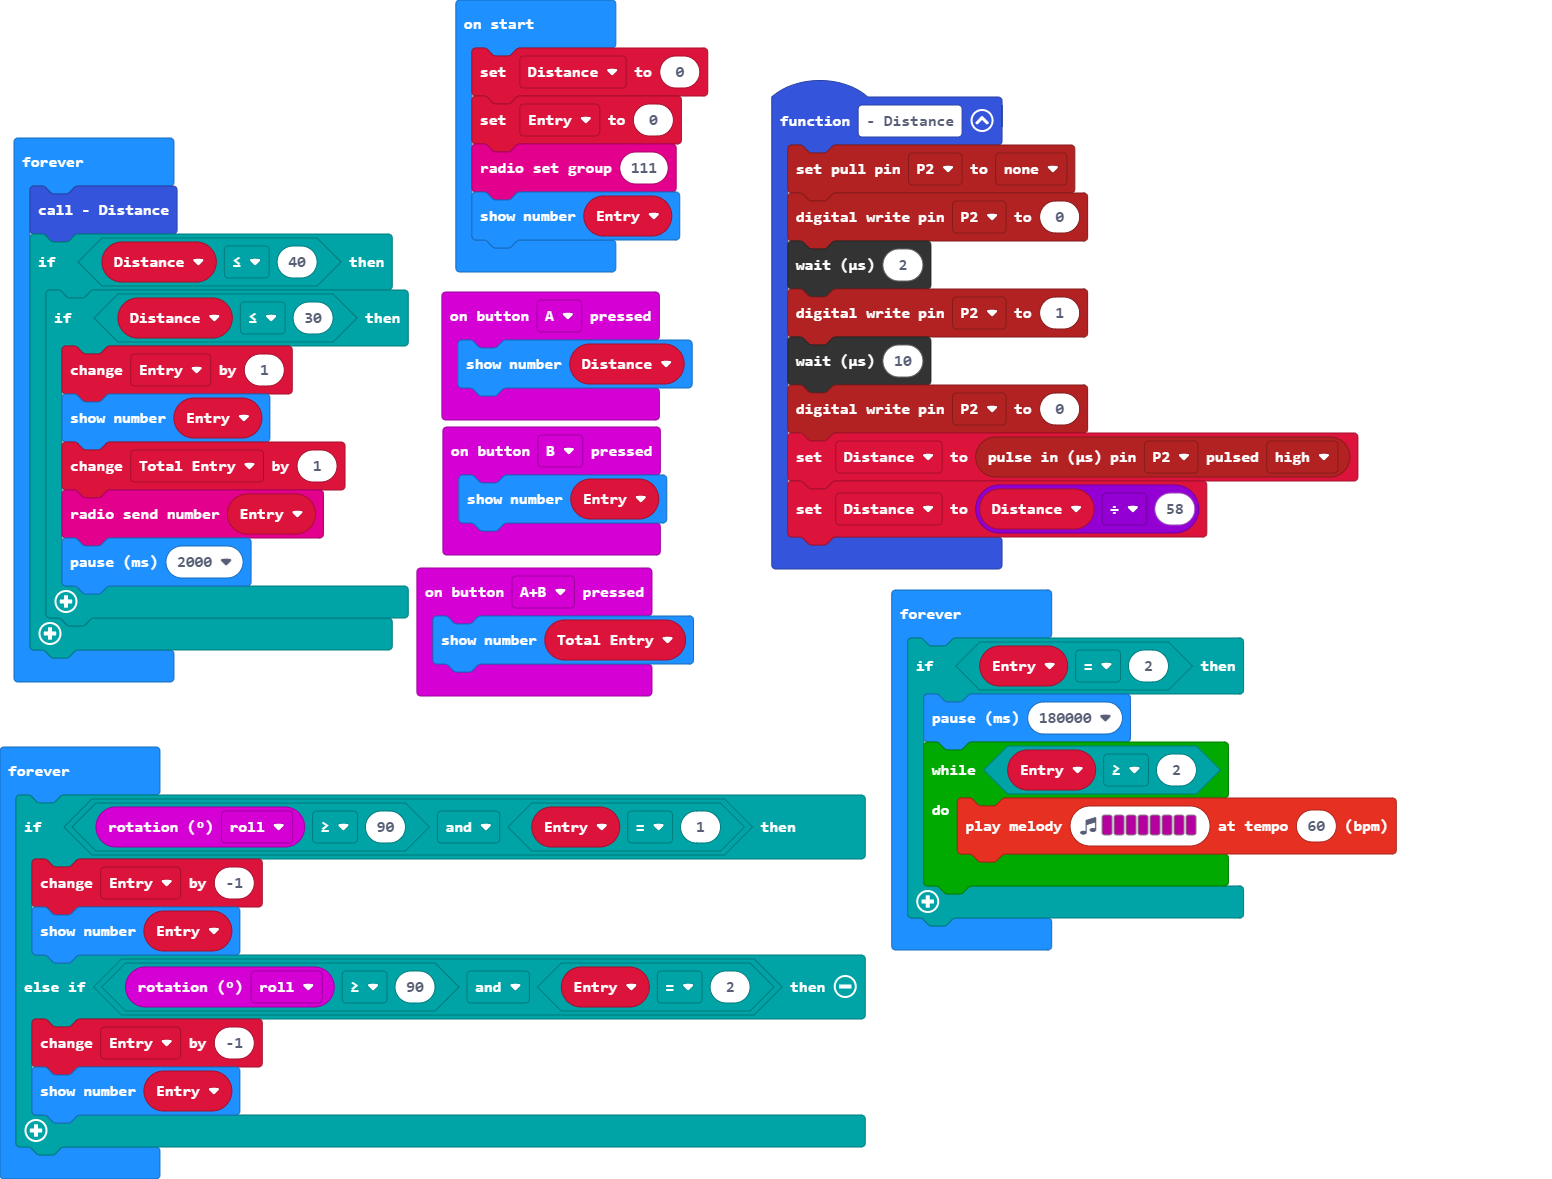 on start
set Distance to 0
set Entry to 0
radio set group 111
show number Entry
forever
call - Distance
if Distance ≤ 40 then
if Distance ≤ 30 then
change Entry by 1
show number Entry
change Total Entry by 1
radio send number Entry
pause (ms) 2000
on button A pressed
show number Distance
on button B pressed
show number Entry
on button A+B pressed
show number Total Entry
function - Distance
set pull pin P2 to none
digital write pin P2 to 0
wait (µs) 2
digital write pin P2 to 1
wait (µs) 10
digital write pin P2 to 0
set Distance to pulse in (µs) pin P2 pulsed high
set Distance to Distance ÷ 58
forever
if Entry = 2 then
pause (ms) 180000
while Entry ≥ 2
do play melody at tempo 60 (bpm)
forever
if rotation (º) roll ≥ 90 and Entry = 1 then
change Entry by -1
show number Entry
else if rotation (º) roll ≥ 90 and Entry = 2 then
change Entry by -1
show number Entry